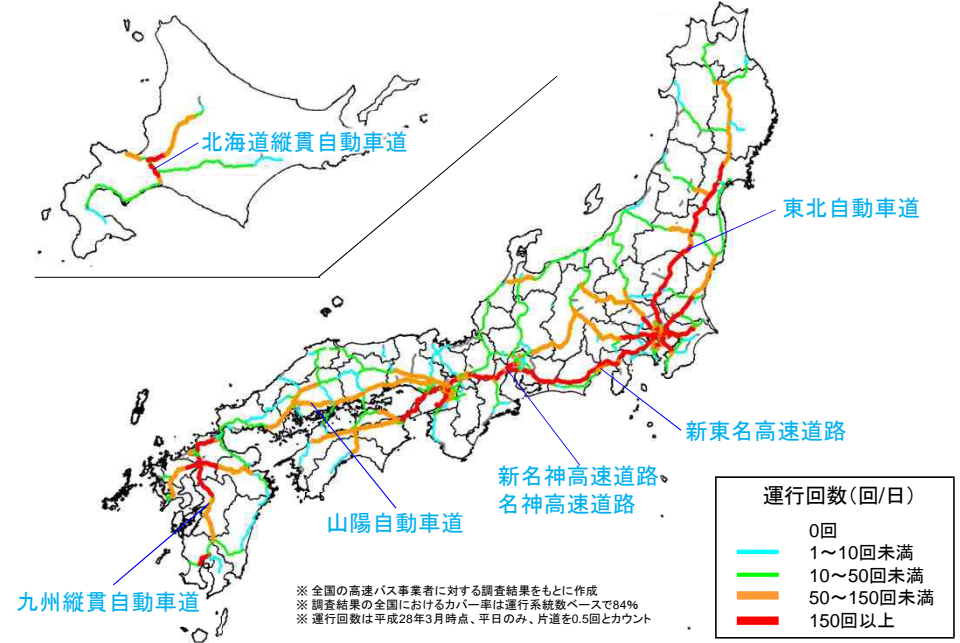 北海道縦貫自動車道
東北自動車道
新東名高速道路
新名神高速道路
名神高速道路
山陽自動車道
九州縦貫自動車道
運行回数(回/日)
0回
1～10回未満
10～50回未満
50～150回未満
150回以上
※ 全国の高速バス事業者に対する調査結果をもとに作成
※ 調査結果の全国におけるカバー率は運行系統数ベースで84%
※ 運行回数は平成28年3月時点、平日のみ、片道を0.5回とカウント